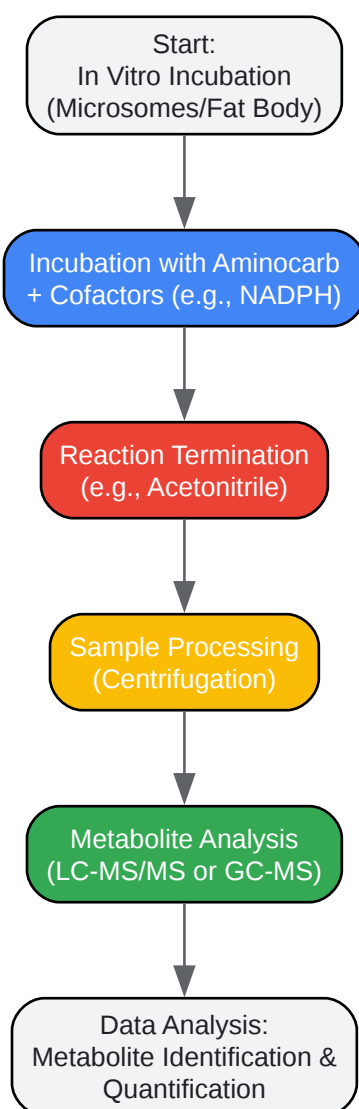 Start:
In Vitro Incubation
(Microsomes/Fat Body)
Incubation with Aminocarb
+ Cofactors (e.g., NADPH)
Reaction Termination
(e.g., Acetonitrile)
Sample Processing
(Centrifugation)
Metabolite Analysis
(LC-MS/MS or GC-MS)
Data Analysis:
Metabolite Identification &
Quantification